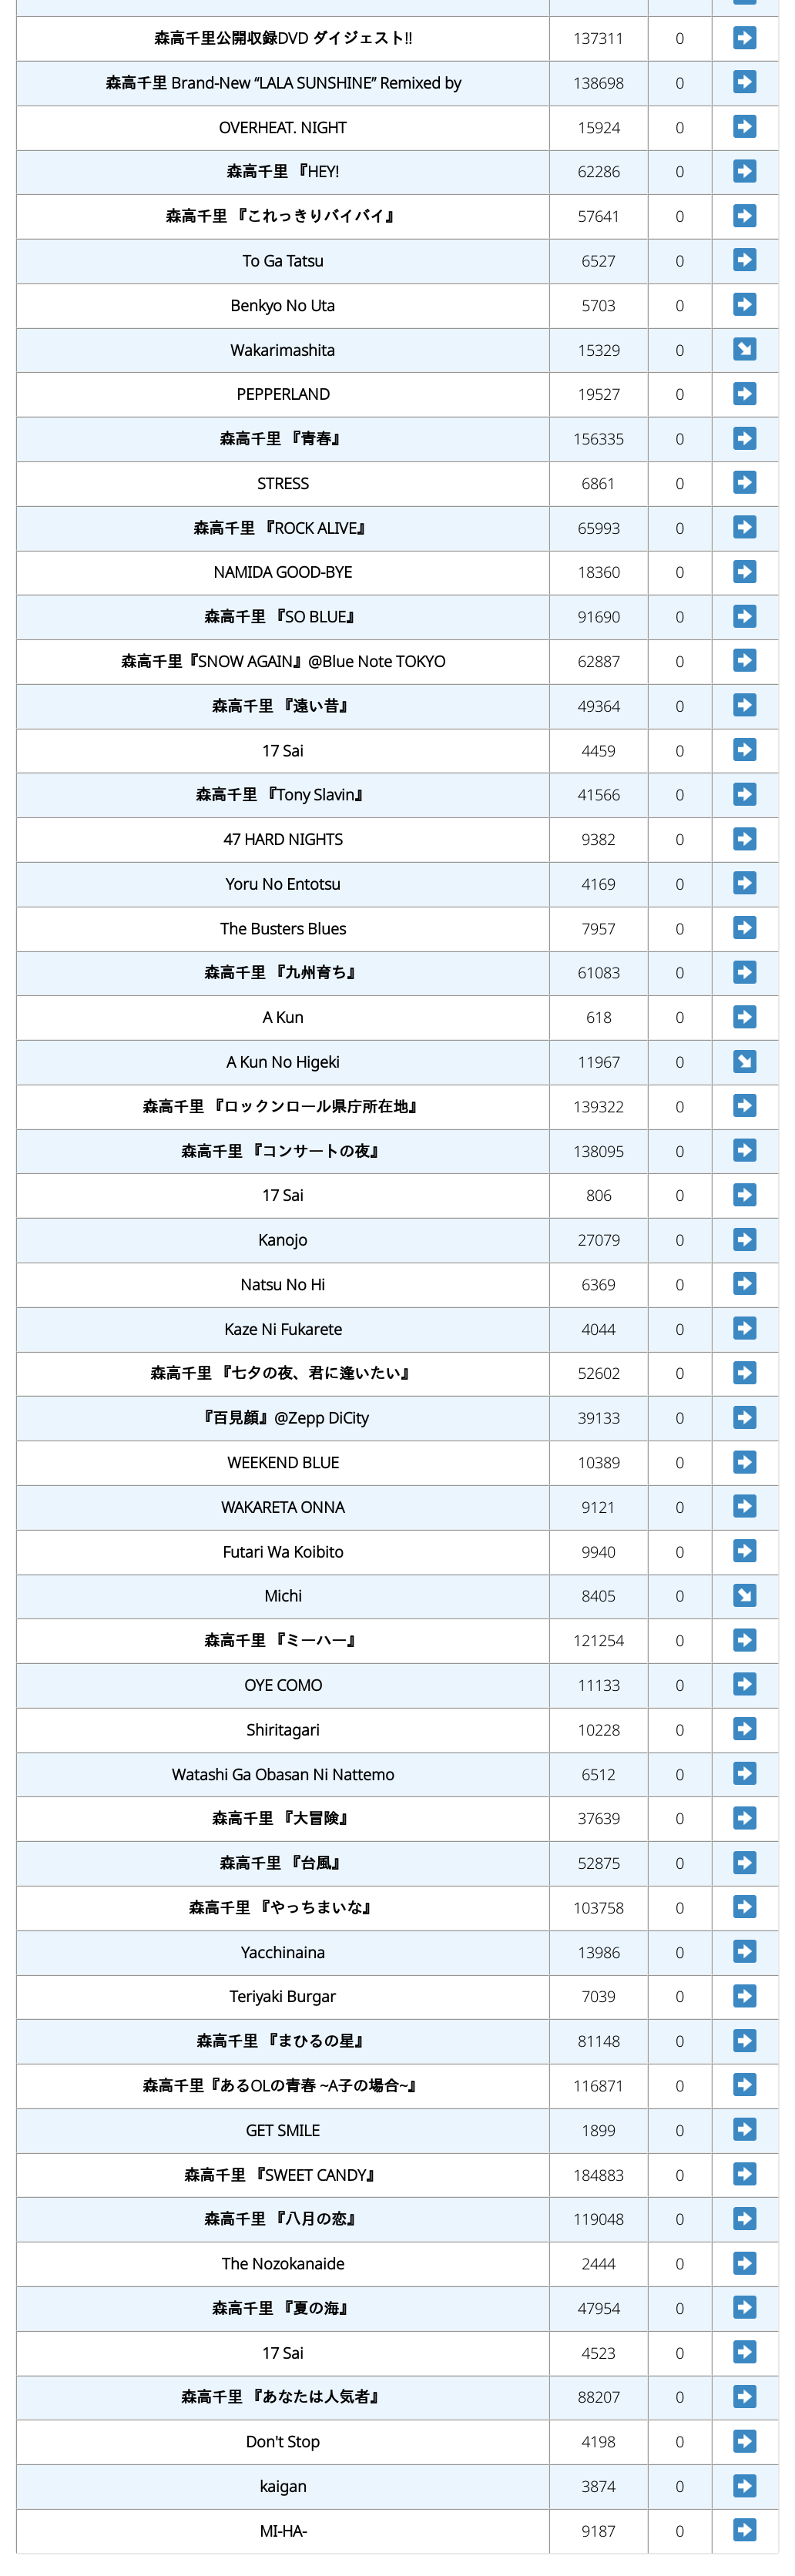 森高千里公開収録DVD ダイジェスト!! 137311 0
森高千里 Brand-New “LALA SUNSHINE” Remixed by 138698 0
OVERHEAT. NIGHT 15924 0
森高千里 『HEY! 62286 0
森高千里 『これっきりバイバイ』 57641 0
To Ga Tatsu 6527 0
Benkyo No Uta 5703 0
Wakarimashita 15329 0
PEPPERLAND 19527 0
森高千里 『青春』 156335 0
STRESS 6861 0
森高千里 『ROCK ALIVE』 65993 0
NAMIDA GOOD-BYE 18360 0
森高千里 『SO BLUE』 91690 0
森高千里『SNOW AGAIN』@Blue Note TOKYO 62887 0
森高千里 『遠い昔』 49364 0
17 Sai 4459 0
森高千里 『Tony Slavin』 41566 0
47 HARD NIGHTS 9382 0
Yoru No Entotsu 4169 0
The Busters Blues 7957 0
森高千里 『九州育ち』 61083 0
A Kun 618 0
A Kun No Higeki 11967 0
森高千里 『ロックンロール県庁所在地』 139322 0
森高千里 『コンサートの夜』 138095 0
17 Sai 806 0
Kanojo 27079 0
Natsu No Hi 6369 0
Kaze Ni Fukarete 4044 0
森高千里 『七夕の夜、君に逢いたい』 52602 0
『百見顔』@Zepp DiCity 39133 0
WEEKEND BLUE 10389 0
WAKARETA ONNA 9121 0
Futari Wa Koibito 9940 0
Michi 8405 0
森高千里 『ミーハー』 121254 0
OYE COMO 11133 0
Shiritagari 10228 0
Watashi Ga Obasan Ni Nattemo 6512 0
森高千里 『大冒険』 37639 0
森高千里 『台風』 52875 0
森高千里 『やっちまいな』 103758 0
Yacchinaina 13986 0
Teriyaki Burgar 7039 0
森高千里 『まひるの星』 81148 0
森高千里『あるOLの青春 ~A子の場合~』 116871 0
GET SMILE 1899 0
森高千里 『SWEET CANDY』 184883 0
森高千里 『八月の恋』 119048 0
The Nozokanaide 2444 0
森高千里 『夏の海』 47954 0
17 Sai 4523 0
森高千里 『あなたは人気者』 88207 0
Don't Stop 4198 0
kaigan 3874 0
MI-HA- 9187 0